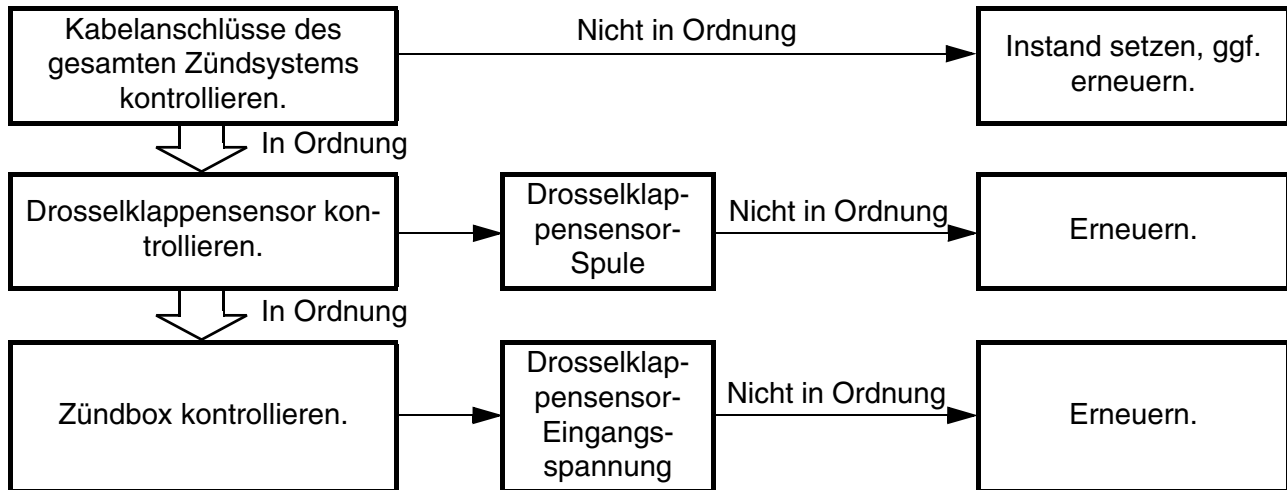 Kabelanschlüsse des
gesamten Zündsystems
kontrollieren.
Nicht in Ordnung
Instand setzen, ggf.
erneuern.
In Ordnung
Drosselklappensensor kon-
trollieren.
Drosselklap-
pensensor-
Spule
Nicht in Ordnung
Erneuern.
In Ordnung
Zündbox kontrollieren.
Drosselklap-
pensensor-
Eingangs-
spannung
Nicht in Ordnung
Erneuern.